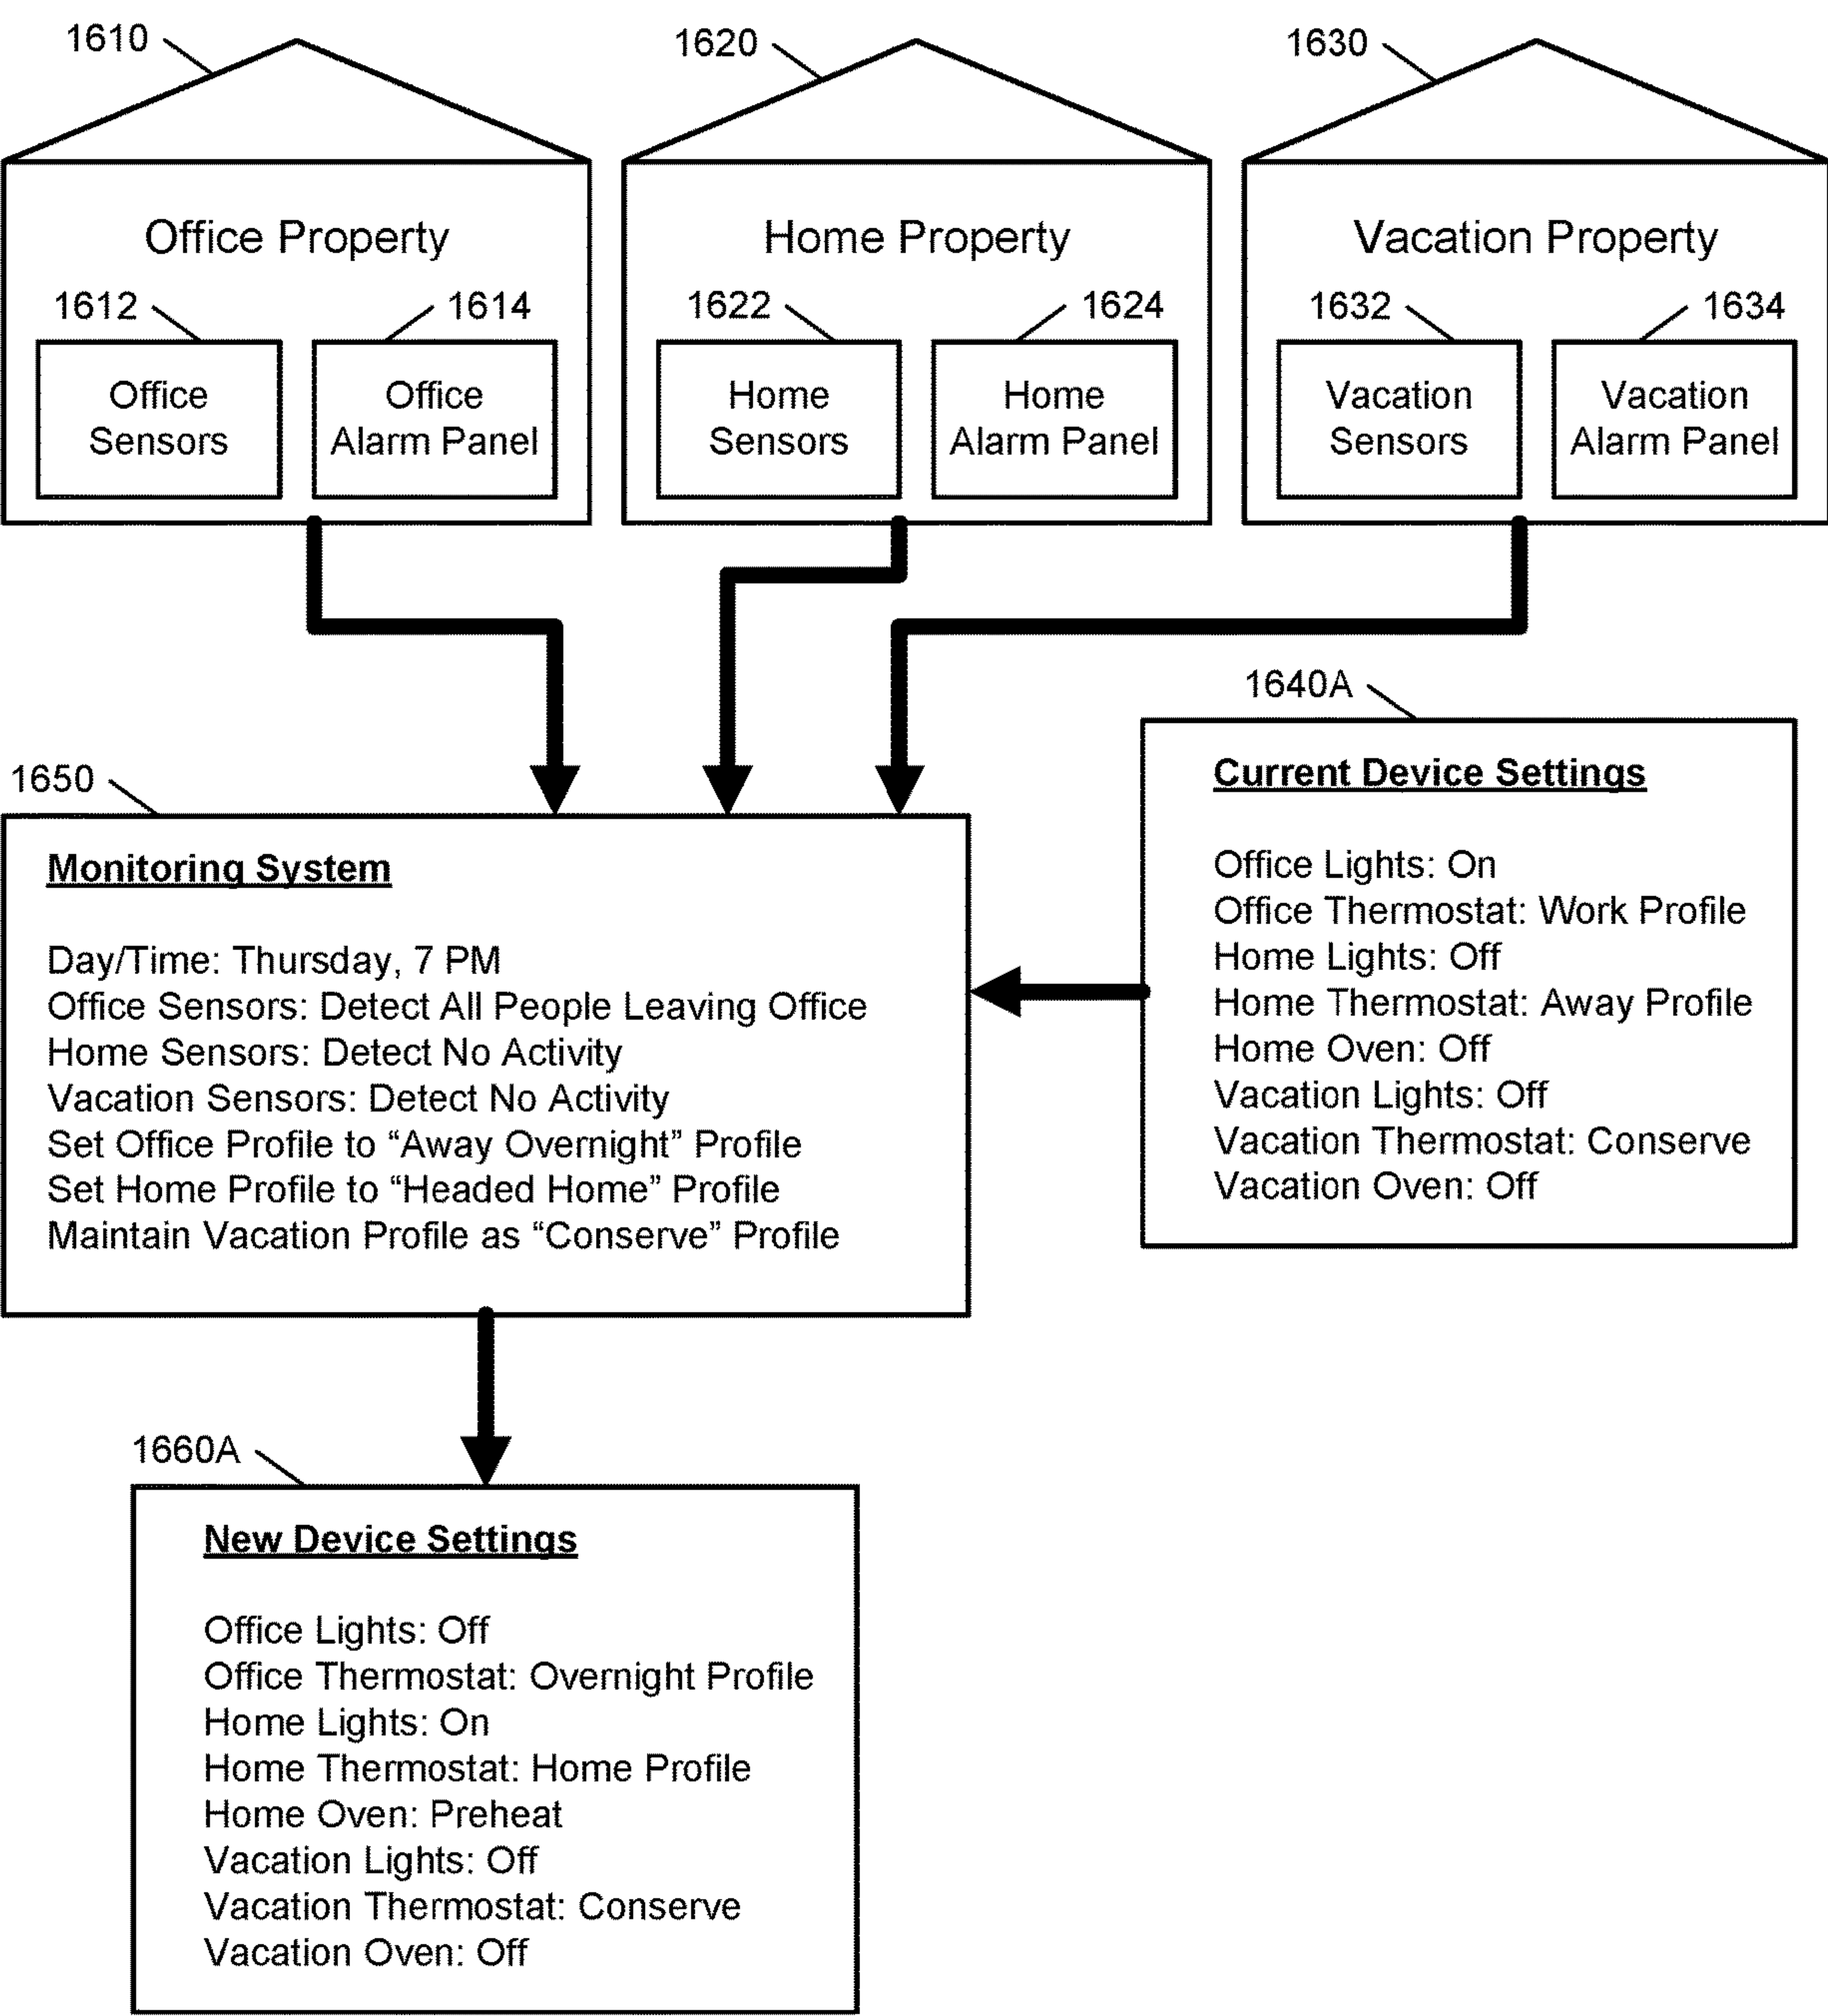 1610
1620
1630
Office Property
Home Property
Vacation Property
1612
1614
1622
1624
1632
1634
Office
Sensors
Office
Alarm Panel
Home
Sensors
Home
Alarm Panel
Vacation
Sensors
Vacation
Alarm Panel
1640A
Current Device Settings
Office Lights: On
Office Thermostat: Work Profile
Home Lights: Off
Home Thermostat: Away Profile
Home Oven: Off
Vacation Lights: Off
Vacation Thermostat: Conserve
Vacation Oven: Off
1650
Monitoring System
Day/Time: Thursday, 7 PM
Office Sensors: Detect All People Leaving Office
Home Sensors: Detect No Activity
Vacation Sensors: Detect No Activity
Set Office Profile to “Away Overnight” Profile
Set Home Profile to “Headed Home” Profile
Maintain Vacation Profile as “Conserve” Profile
1660A
New Device Settings
Office Lights: Off
Office Thermostat: Overnight Profile
Home Lights: On
Home Thermostat: Home Profile
Home Oven: Preheat
Vacation Lights: Off
Vacation Thermostat: Conserve
Vacation Oven: Off